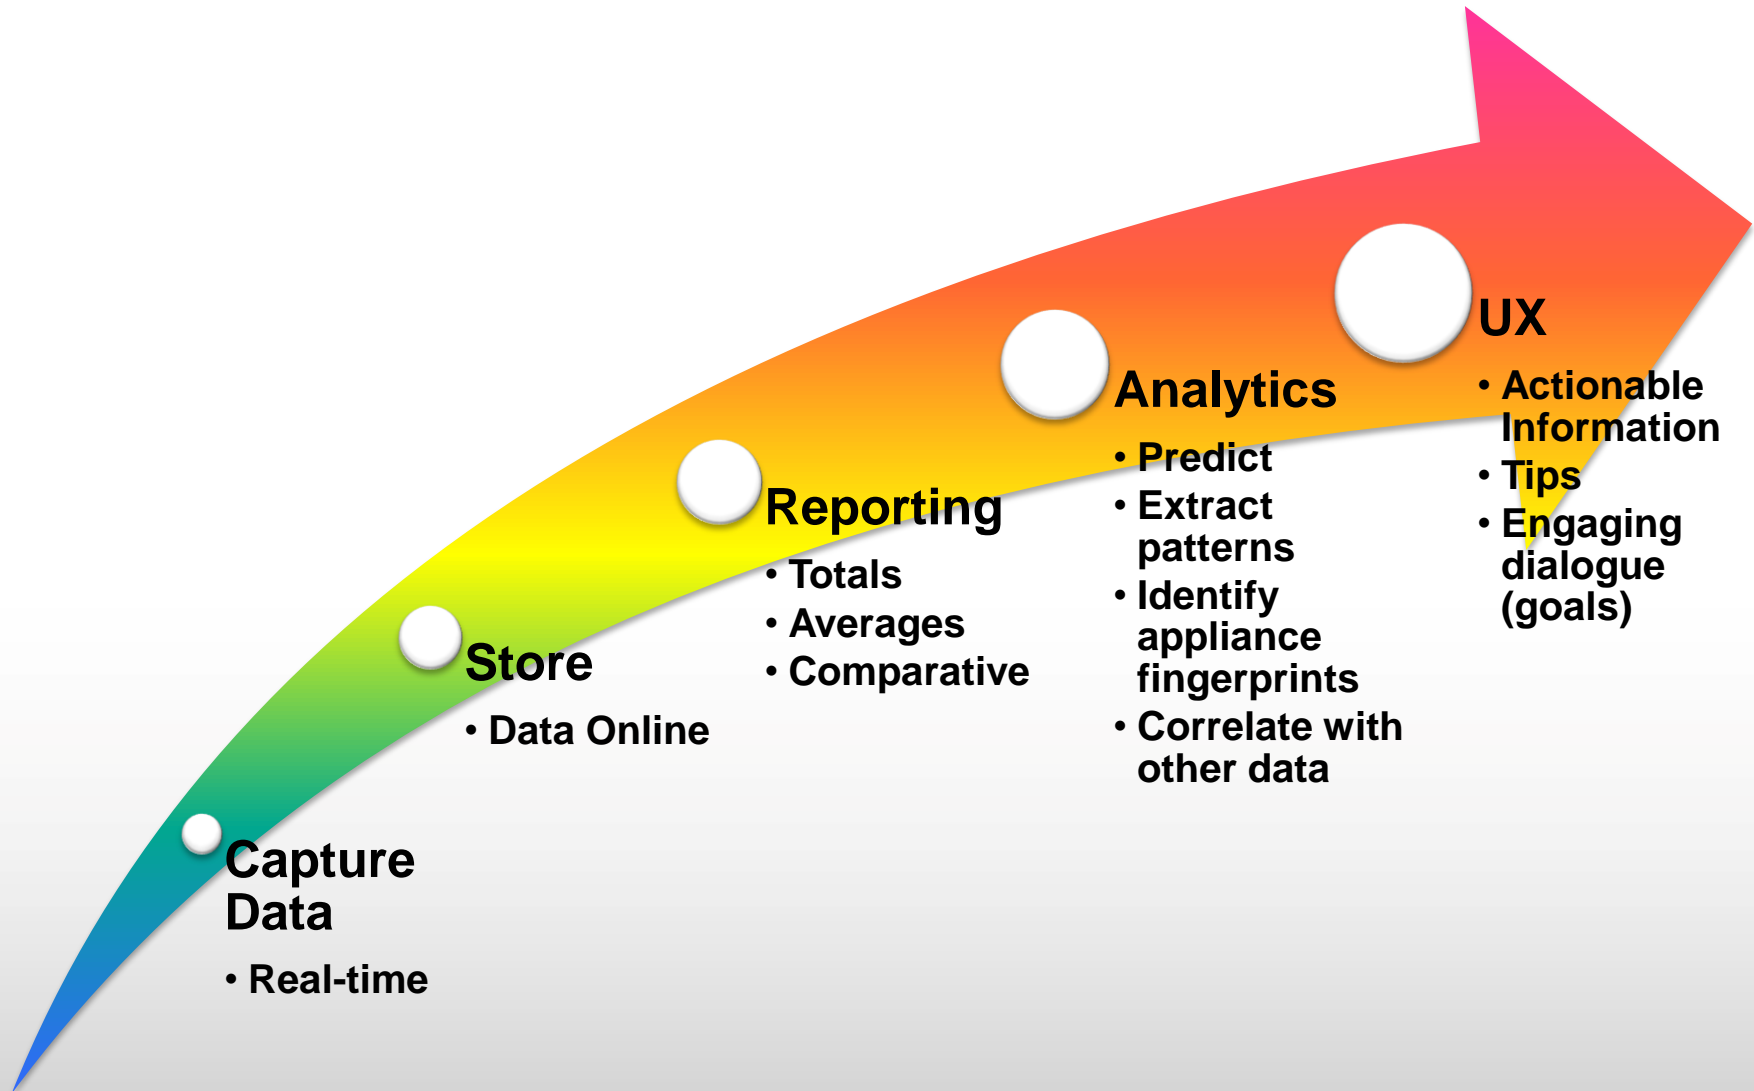 Capture
Data
• Real-time
Store
• Data Online
Reporting
• Totals
• Averages
• Comparative
Analytics
• Predict
• Extract
patterns
• Identify
appliance
fingerprints
• Correlate with
other data
UX
• Actionable
Information
• Tips
• Engaging
dialogue
(goals)